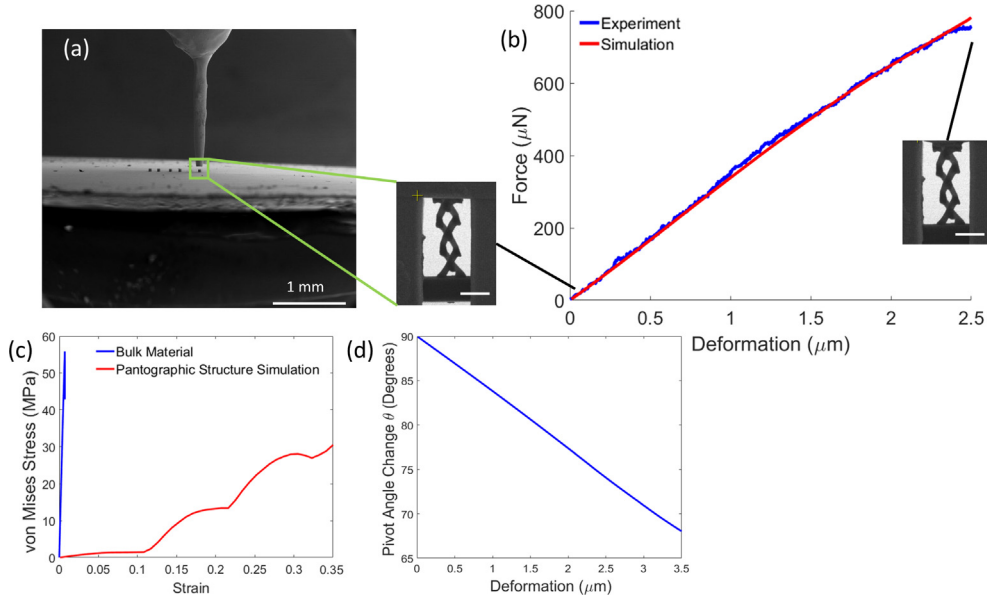 (a)
1 mm
(b)
Experiment
Simulation
Force (μN)
800
600
400
200
0
0 0.5 1 1.5 2 2.5
Deformation (μm)
(c)
Bulk Material
Pantographic Structure Simulation
von Mises Stress (MPa)
60
50
40
30
20
10
0
0 0.05 0.1 0.15 0.2 0.25 0.3 0.35
Strain
(d)
Pivot Angle Change θ (Degrees)
90
85
80
75
70
65
0 0.5 1 1.5 2 2.5 3 3.5
Deformation (μm)